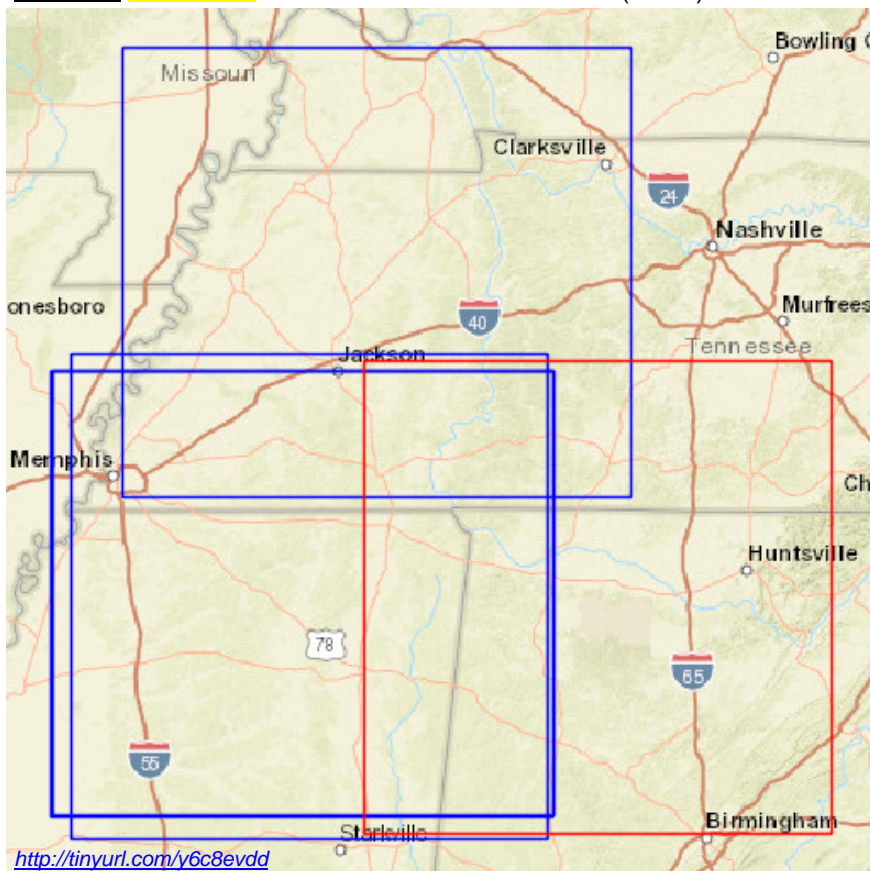 Bowling
Missouri
Clarksville
24
Nashville
onesboro
40
Murfrees
Tennessee
Jackson
Memphis
Ch
Huntsville
78
65
55
Birmingham
Starkville
http://tinyurl.com/y6c8evdd